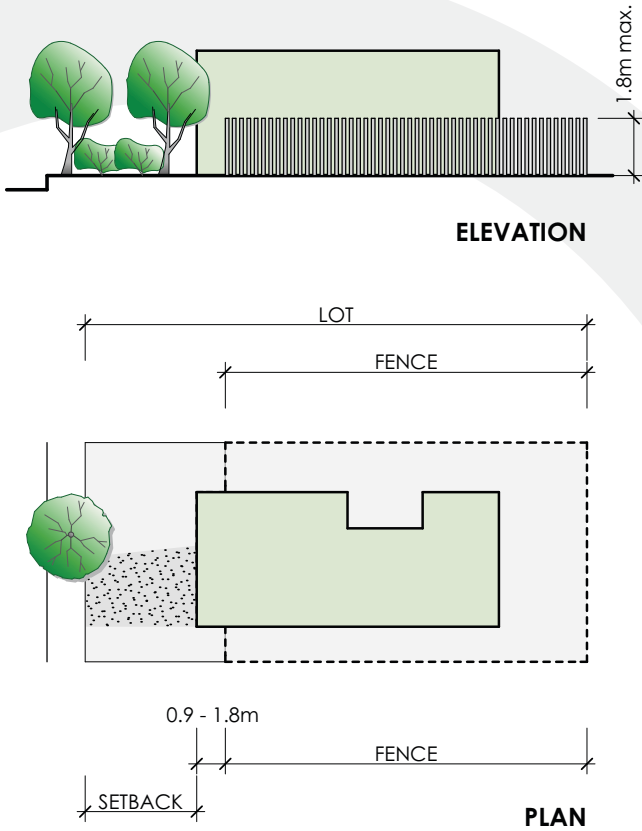 1.8m max.
ELEVATION
LOT
FENCE
0.9 - 1.8m
FENCE
SETBACK
PLAN